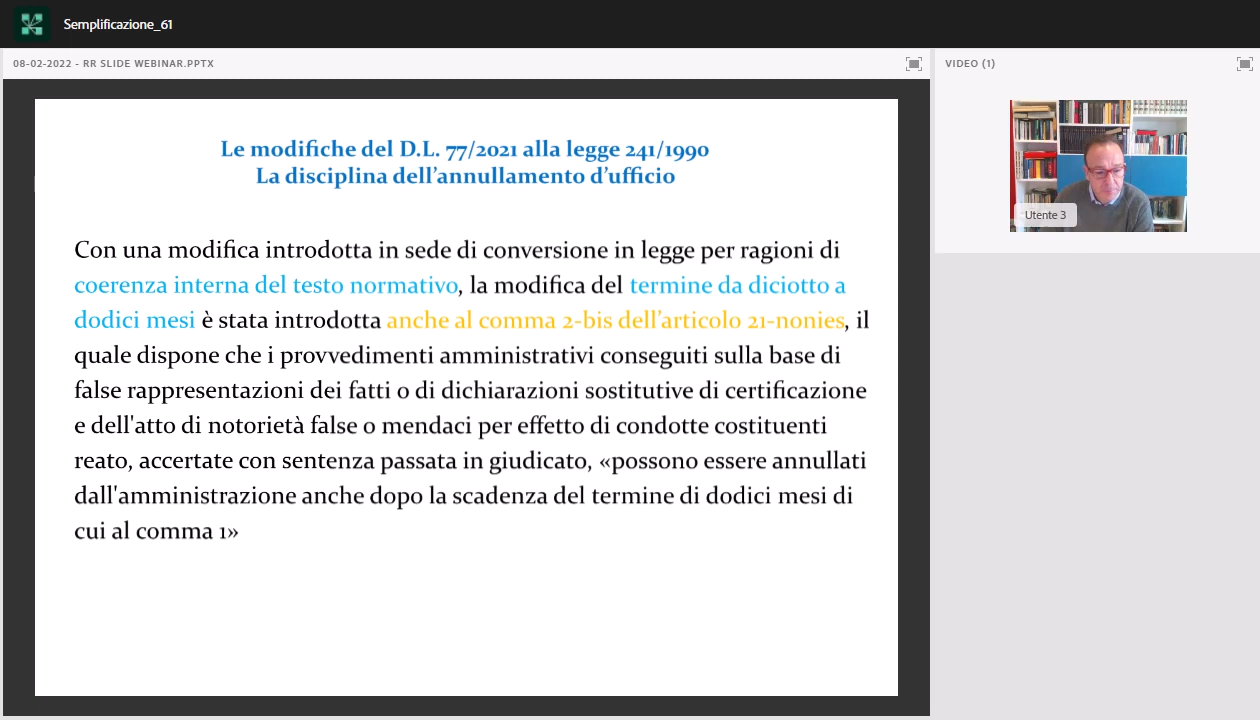 Semplificazione_61
08-02-2022 - RR SLIDE WEBINAR.PPTX
VIDEO (1)
Le modifiche del D.L. 77/2021 alla legge 241/1990
La disciplina dell’annullamento d’ufficio
Con una modifica introdotta in sede di conversione in legge per ragioni di
coerenza interna del testo normativo, la modifica del termine da diciotto a
dodici mesi è stata introdotta anche al comma 2-bis dell’articolo 21-nonies, il
quale dispone che i provvedimenti amministrativi conseguiti sulla base di
false rappresentazioni dei fatti o di dichiarazioni sostitutive di certificazione
e dell'atto di notorietà false o mendaci per effetto di condotte costituenti
reato, accertate con sentenza passata in giudicato, «possono essere annullati
dall'amministrazione anche dopo la scadenza del termine di dodici mesi di
cui al comma 1»
Utente 3